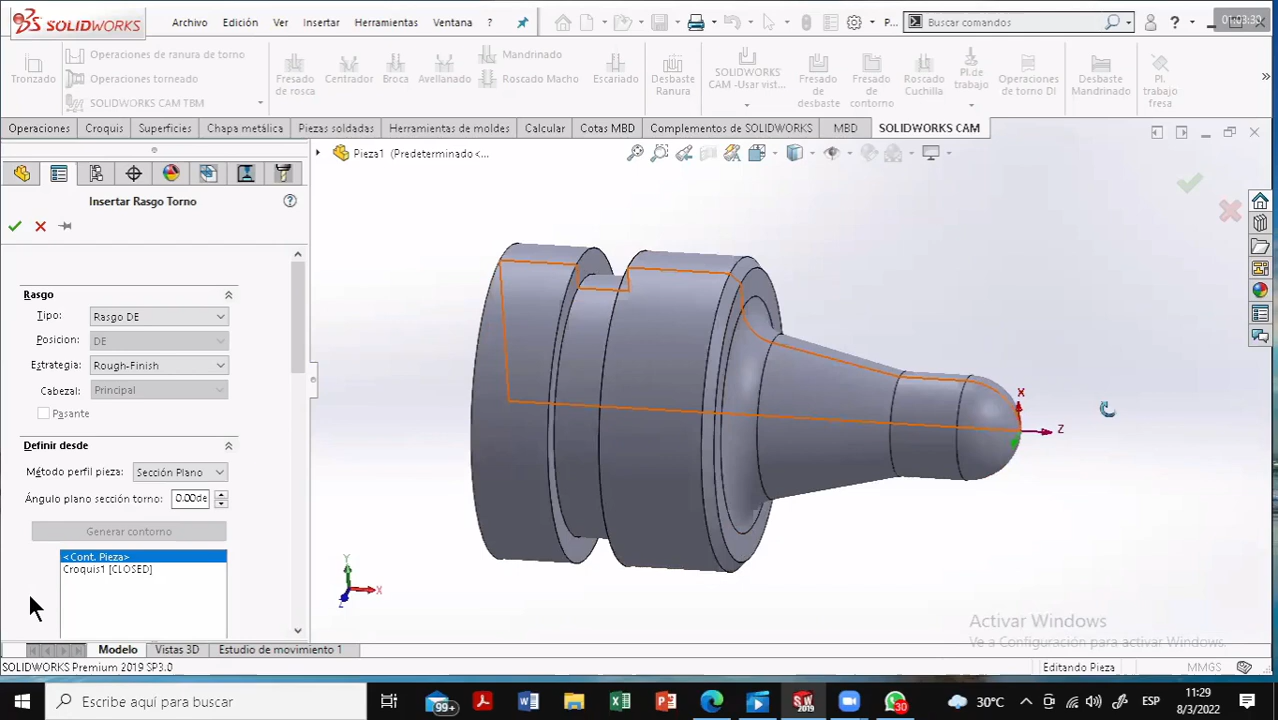 SOLIDWORKS
Archivo Edición Ver Insertar Herramientas Ventana ?
P...
Buscar comandos
?
01:03:30
Tronzado
Operaciones de ranura de torno
Operaciones torneado
SOLIDWORKS CAM TBM
Fresado de rosca
Centrador
Broca
Avellanado
Mandrinado
Roscado Macho
Escariado
Desbaste Ranura
SOLIDWORKS CAM -Usar vist...
Fresado de desbaste
Fresado de contorno
Roscado Cuchilla
Pl.de trabajo
Operaciones de torno DI
Desbaste Mandrinado
Pl. trabajo fresa
Operaciones Croquis Superficies Chapa metálica Piezas soldadas Herramientas de moldes Calcular Cotas MBD Complementos de SOLIDWORKS MBD SOLIDWORKS CAM
Pieza1 (Predeterminado <...
Insertar Rasgo Torno
Rasgo
Tipo: Rasgo DE
Posicion: DE
Estrategia: Rough-Finish
Cabezal: Principal
Pasante
Definir desde
Método perfil pieza: Sección Plano
Ángulo plano sección torno: 0.00de
Generar contorno
<Cont. Pieza>
Croquis1 [CLOSED]
X
Z
Y
X
Z
Activar Windows
Ve a Configuración para activar Windows.
Modelo Vistas 3D Estudio de movimiento 1
SOLIDWORKS Premium 2019 SP3.0
Editando Pieza
MMGS
Escribe aquí para buscar
99+
30
30°C
ESP
11:29
8/3/2022